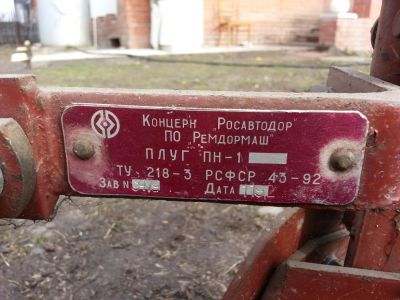 Концерн „Росавтодор"
ПО Ремдормаш"
ПЛУГ ПН-1
ТУ 218-3 РСФСР 43-92
Зав N
Дата